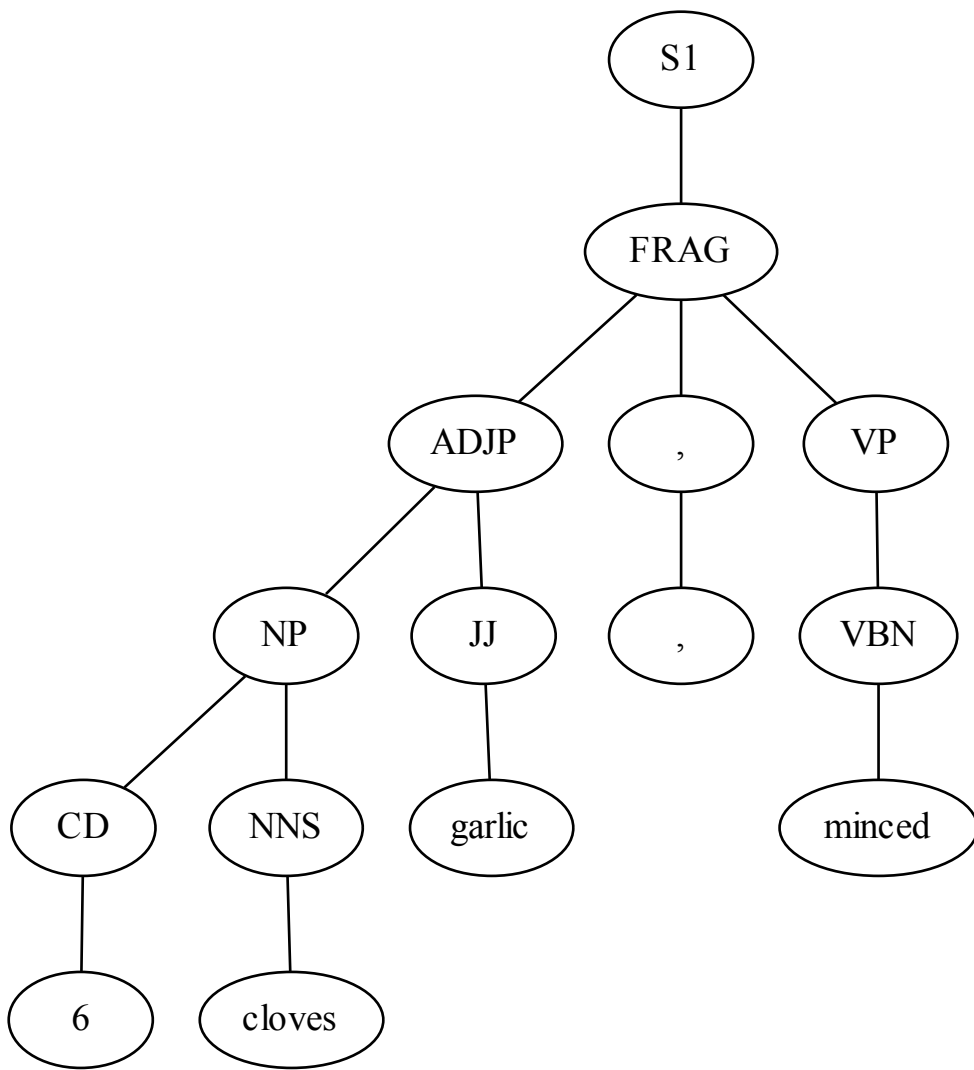 S1
FRAG
ADJP , VP
NP JJ , VBN
CD NNS garlic minced
6 cloves